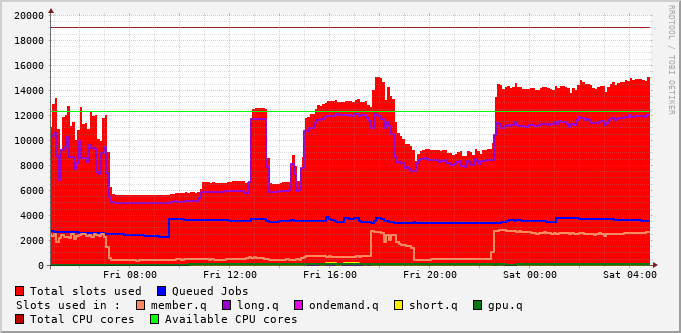 20000
18000
16000
14000
12000
10000
8000
6000
4000
2000
0
Fri 08:00 Fri 12:00 Fri 16:00 Fri 20:00 Sat 00:00 Sat 04:00
RRDTOOL / TOBI OETIKER
Total slots used Queued Jobs
Slots used in : member.q long.q ondemand.q short.q gpu.q
Total CPU cores Available CPU cores